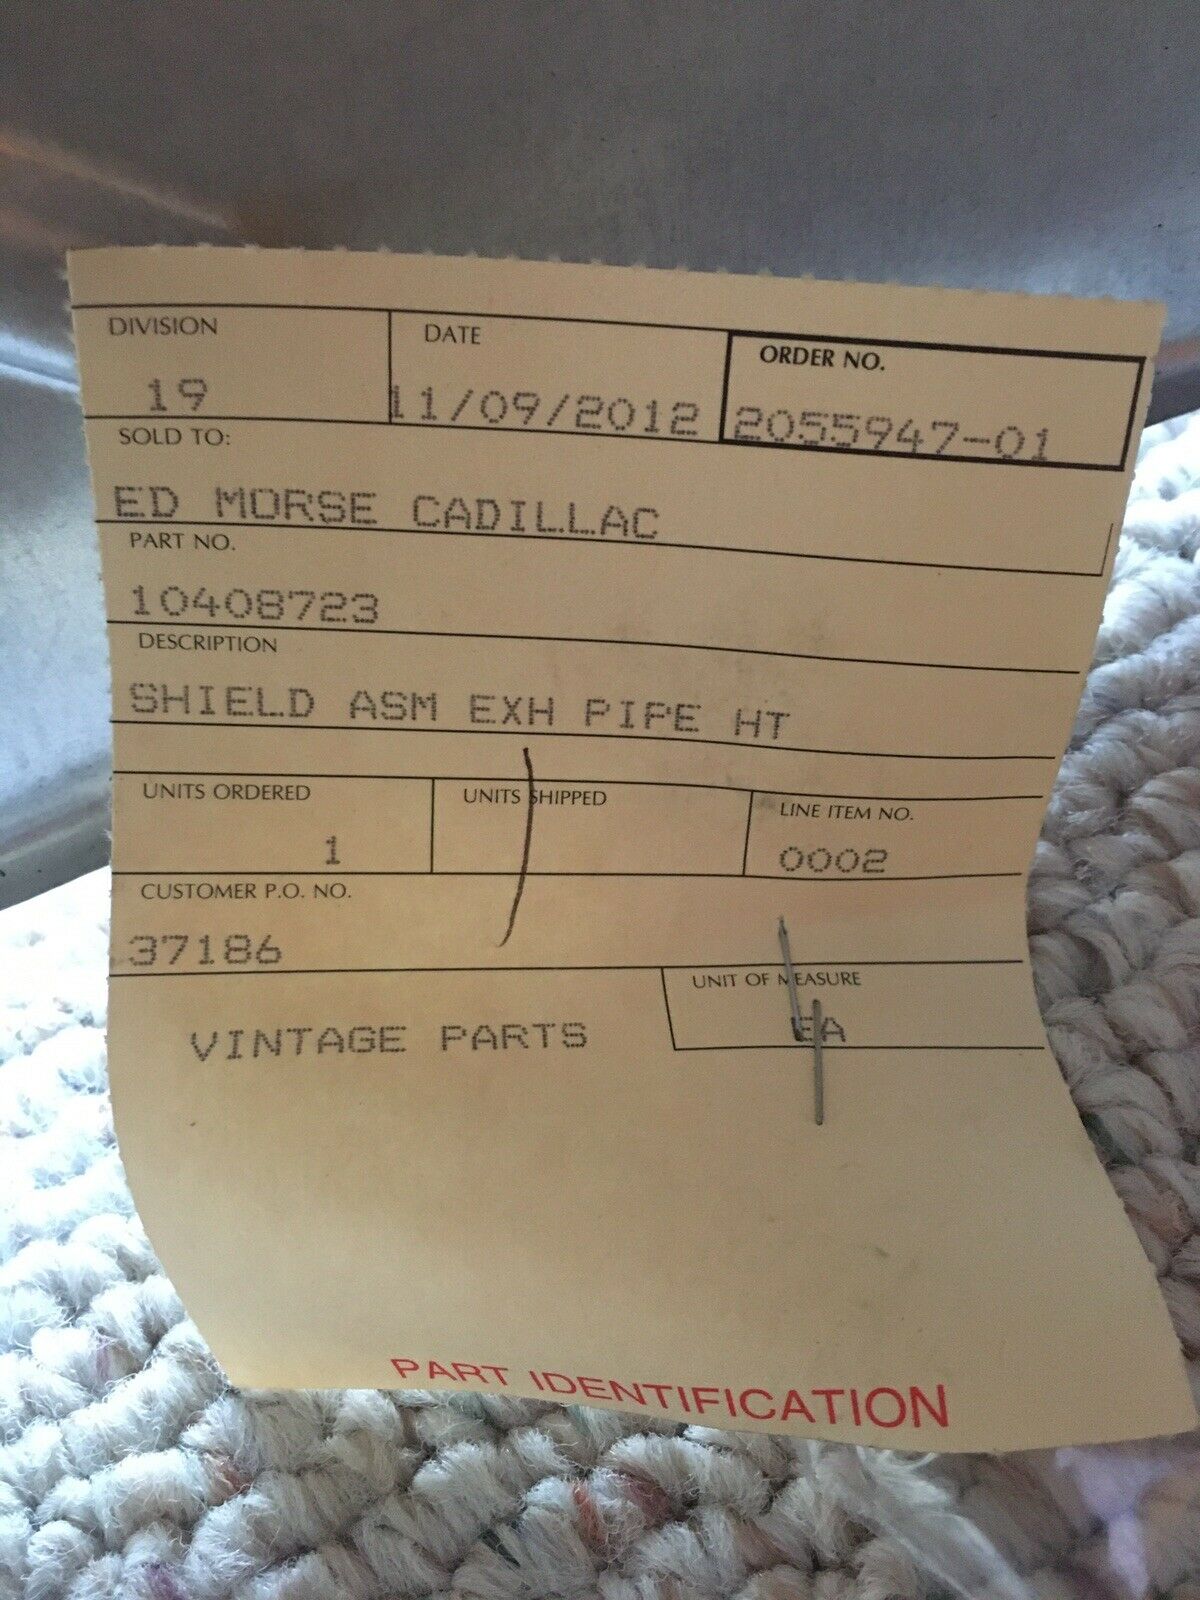 DIVISION DATE ORDER NO.
19 11/09/2012 2055947-01
SOLD TO:
ED MORSE CADILLAC
PART NO.
10408723
DESCRIPTION
SHIELD ASM EXH PIPE HT
UNITS ORDERED UNITS SHIPPED LINE ITEM NO.
1 0002
CUSTOMER P.O. NO.
37186
UNIT OF MEASURE
VINTAGE PARTS EA
PART IDENTIFICATION